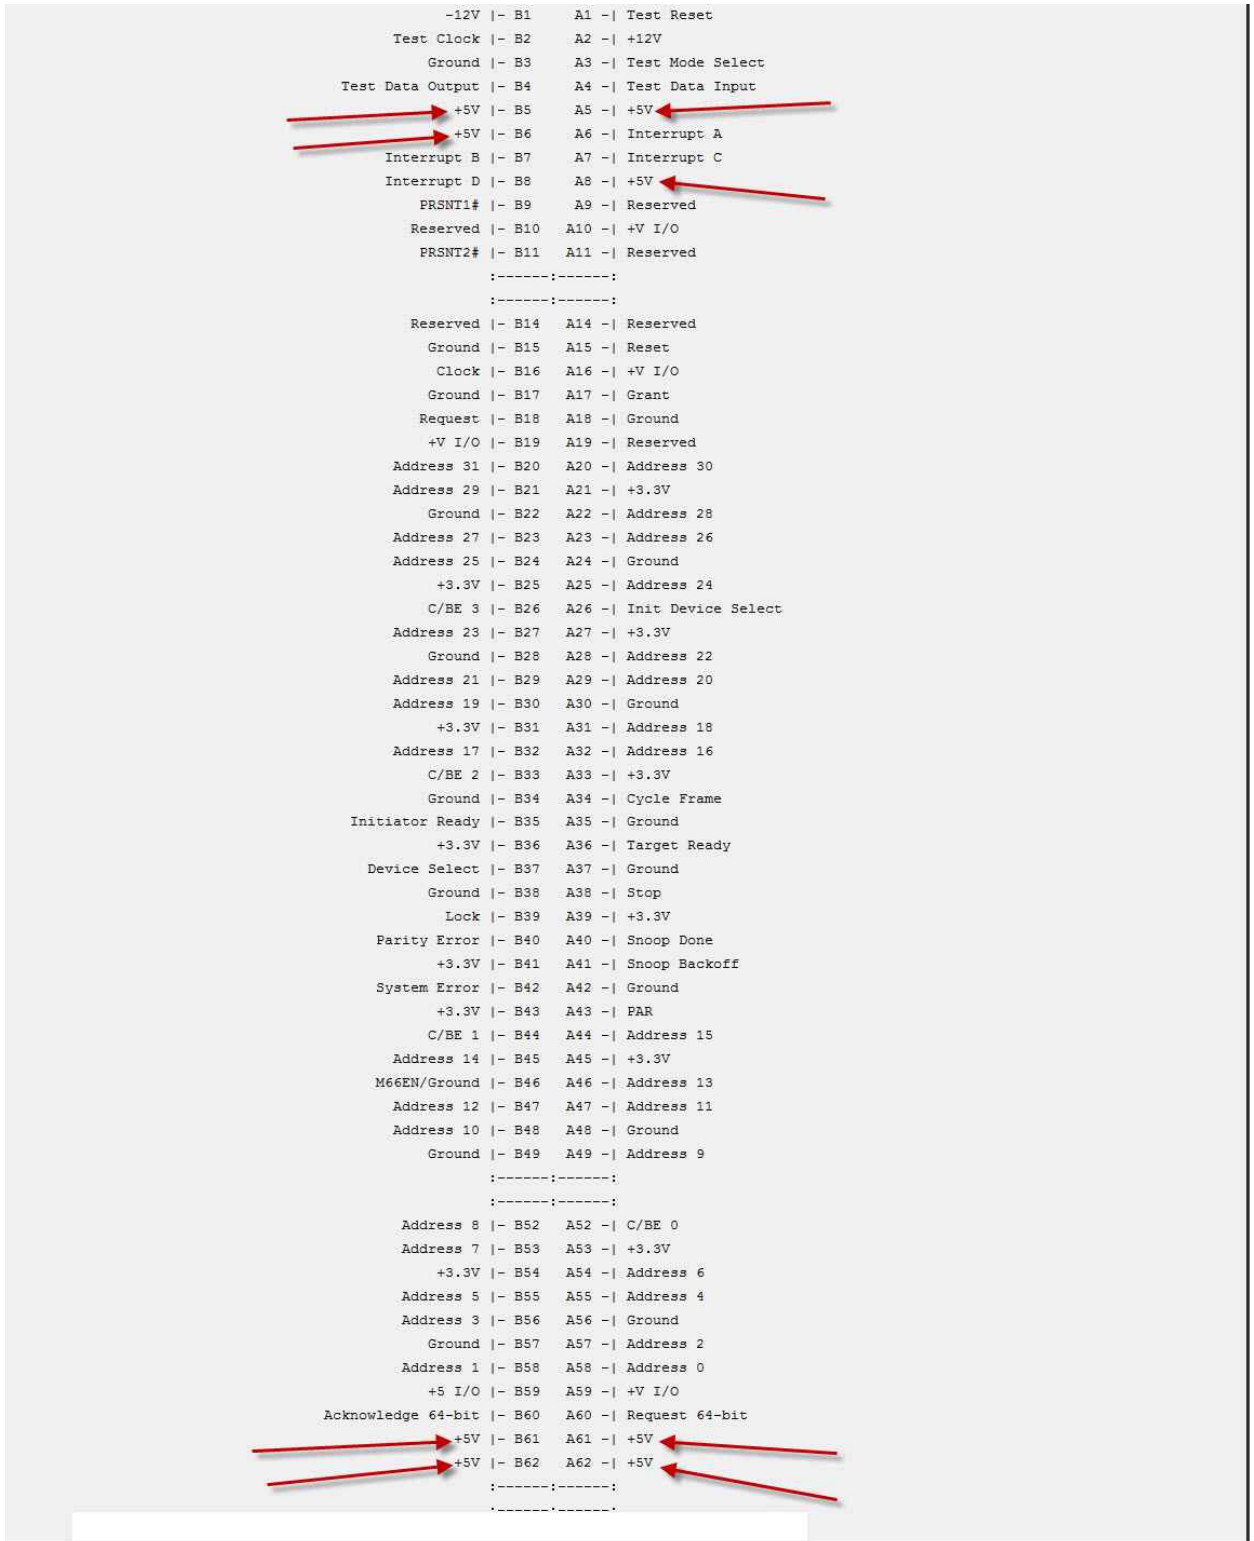 -12V |- B1 A1 -| Test Reset
Test Clock |- B2 A2 -| +12V
Ground |- B3 A3 -| Test Mode Select
Test Data Output |- B4 A4 -| Test Data Input
+5V |- B5 A5 -| +5V
+5V |- B6 A6 -| Interrupt A
Interrupt B |- B7 A7 -| Interrupt C
Interrupt D |- B8 A8 -| +5V
PRSNT1# |- B9 A9 -| Reserved
Reserved |- B10 A10 -| +V I/O
PRSNT2# |- B11 A11 -| Reserved
:------:------:
:------:------:
Reserved |- B14 A14 -| Reserved
Ground |- B15 A15 -| Reset
Clock |- B16 A16 -| +V I/O
Ground |- B17 A17 -| Grant
Request |- B18 A18 -| Ground
+V I/O |- B19 A19 -| Reserved
Address 31 |- B20 A20 -| Address 30
Address 29 |- B21 A21 -| +3.3V
Ground |- B22 A22 -| Address 28
Address 27 |- B23 A23 -| Address 26
Address 25 |- B24 A24 -| Ground
+3.3V |- B25 A25 -| Address 24
C/BE 3 |- B26 A26 -| Init Device Select
Address 23 |- B27 A27 -| +3.3V
Ground |- B28 A28 -| Address 22
Address 21 |- B29 A29 -| Address 20
Address 19 |- B30 A30 -| Ground
+3.3V |- B31 A31 -| Address 18
Address 17 |- B32 A32 -| Address 16
C/BE 2 |- B33 A33 -| +3.3V
Ground |- B34 A34 -| Cycle Frame
Initiator Ready |- B35 A35 -| Ground
+3.3V |- B36 A36 -| Target Ready
Device Select |- B37 A37 -| Ground
Ground |- B38 A38 -| Stop
Lock |- B39 A39 -| +3.3V
Parity Error |- B40 A40 -| Snoop Done
+3.3V |- B41 A41 -| Snoop Backoff
System Error |- B42 A42 -| Ground
+3.3V |- B43 A43 -| PAR
C/BE 1 |- B44 A44 -| Address 15
Address 14 |- B45 A45 -| +3.3V
M66EN/Ground |- B46 A46 -| Address 13
Address 12 |- B47 A47 -| Address 11
Address 10 |- B48 A48 -| Ground
Ground |- B49 A49 -| Address 9
:------:------:
:------:------:
Address 8 |- B52 A52 -| C/BE 0
Address 7 |- B53 A53 -| +3.3V
+3.3V |- B54 A54 -| Address 6
Address 5 |- B55 A55 -| Address 4
Address 3 |- B56 A56 -| Ground
Ground |- B57 A57 -| Address 2
Address 1 |- B58 A58 -| Address 0
+5 I/O |- B59 A59 -| +V I/O
Acknowledge 64-bit |- B60 A60 -| Request 64-bit
+5V |- B61 A61 -| +5V
+5V |- B62 A62 -| +5V
:------:------:
:------:------: